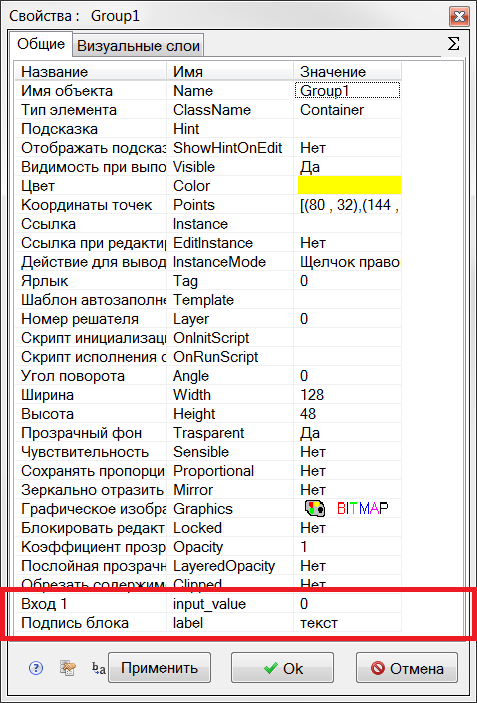 Свойства : Group1
Общие Визуальные слои Σ
Название Имя Значение
Имя объекта Name Group1
Тип элемента ClassName Container
Подсказка Hint
Отображать подсказ ShowHintOnEdit Нет
Видимость при выпо Visible Да
Цвет Color
Координаты точек Points [(80 , 32),(144 ,
Ссылка Instance
Ссылка при редакти EditInstance Нет
Действие для вывод InstanceMode Щелчок право
Ярлык Tag 0
Шаблон автозаполне Template
Номер решателя Layer 0
Скрипт инициализац OnInitScript
Скрипт исполнения с OnRunScript
Угол поворота Angle 0
Ширина Width 128
Высота Height 48
Прозрачный фон Trasparent Да
Чувствительность Sensible Нет
Сохранять пропорци Proportional Нет
Зеркально отразить Mirror Нет
Графическое изобра Graphics BITMAP
Блокировать редакт Locked Нет
Коэффициент прозр Opacity 1
Послойная прозрачн LayeredOpacity Нет
Обрезать содержим Clipped Нет
Вход 1 input_value 0
Подпись блока label текст
? ba Применить Ok Отмена